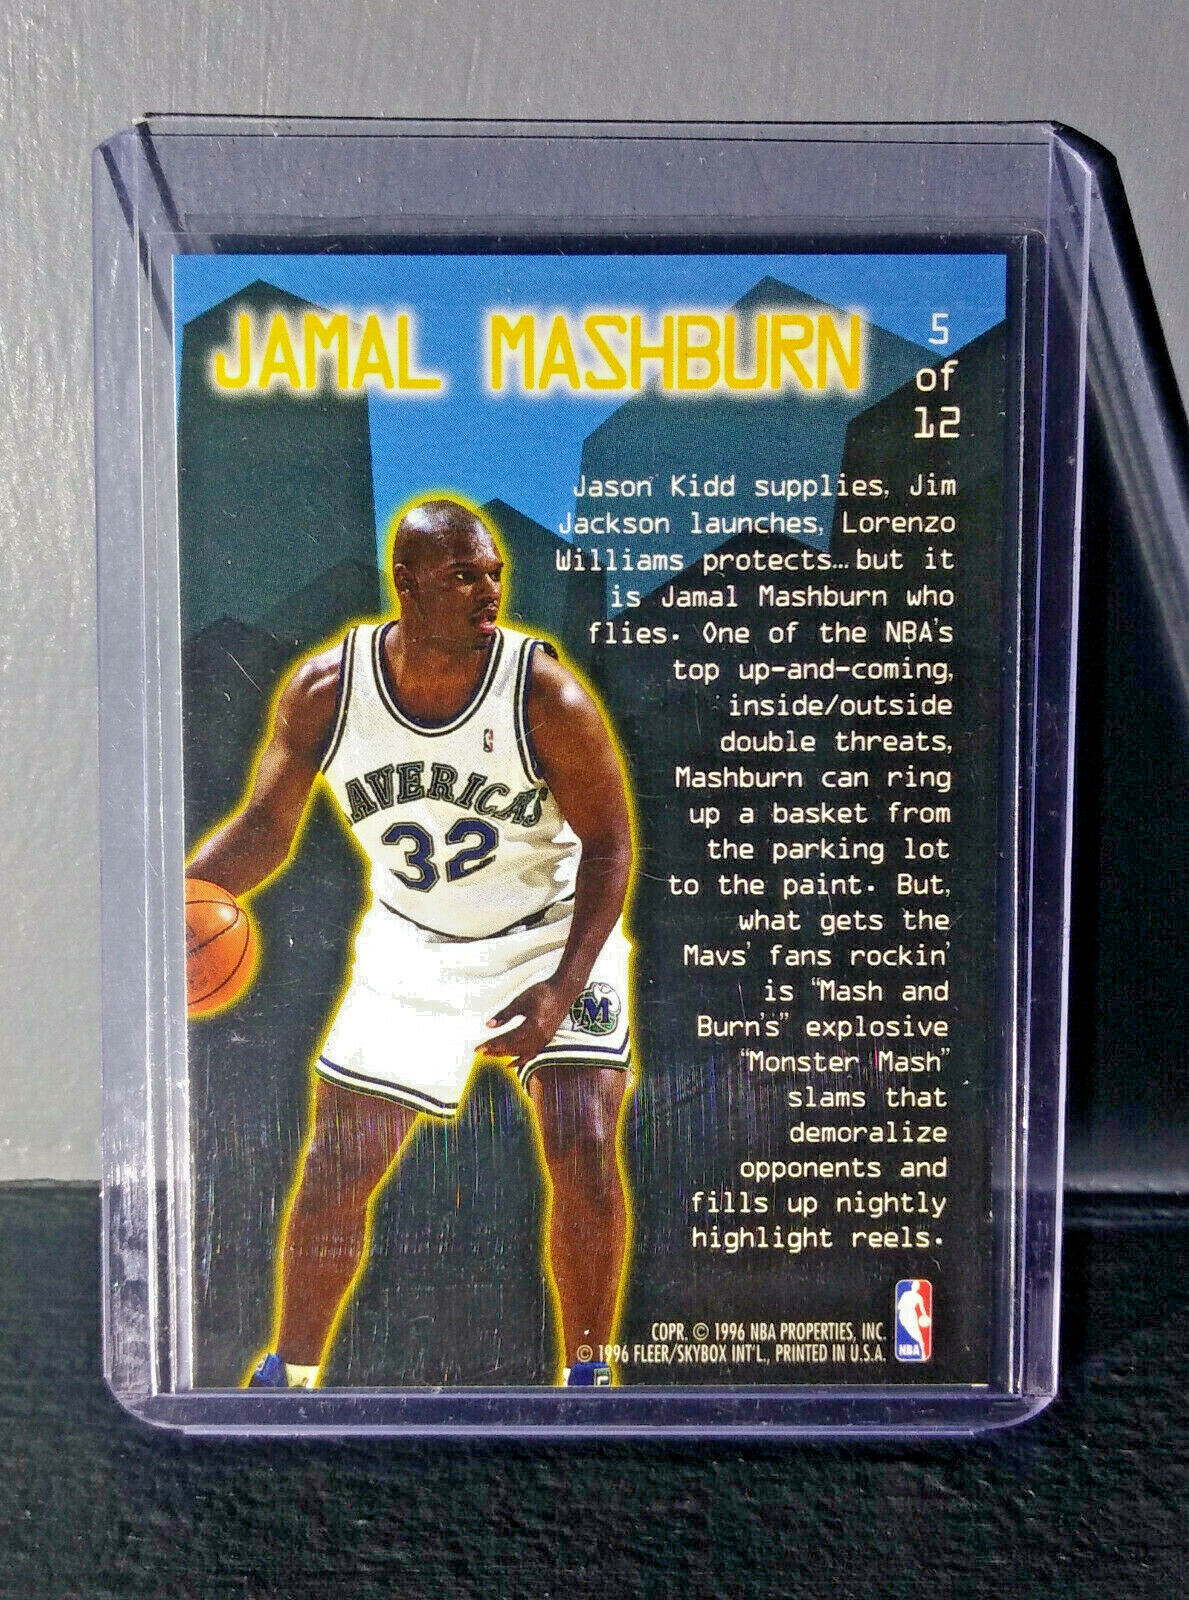 JAMAL MASHBURN
5
of
12
Jason Kidd supplies, Jim
Jackson launches, Lorenzo
Williams protects...but it
is Jamal Mashburn who
flies. One of the NBA's
top up-and-coming,
inside/outside
double threats,
Mashburn can ring
up a basket from
the parking lot
to the paint. But,
what gets the
Mavs' fans rockin'
is "Mash and
Burn's" explosive
"Monster Mash"
slams that
demoralize
opponents and
fills up nightly
highlight reels.
AVERICKS
32
M
COPR. © 1996 NBA PROPERTIES, INC.
© 1996 FLEER/SKYBOX INT'L., PRINTED IN U.S.A.
NBA